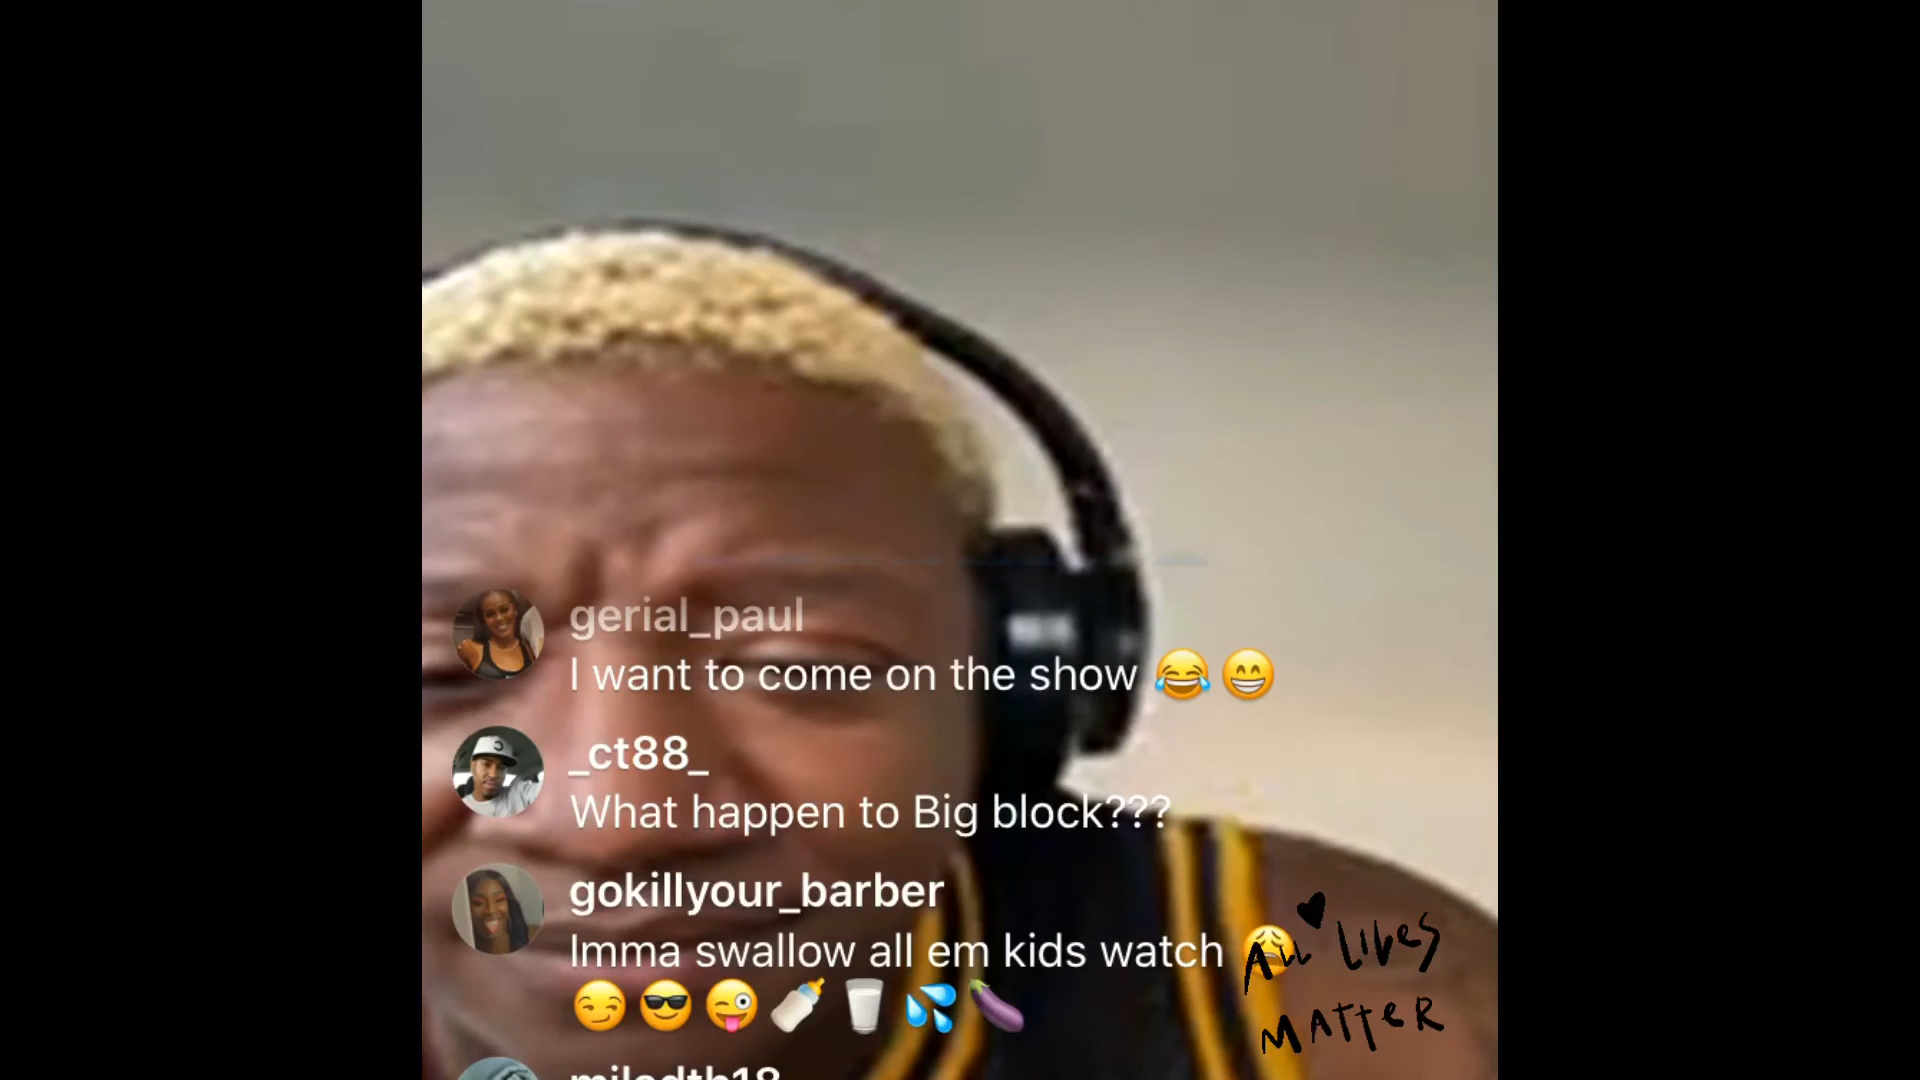 gerial_paul
I want to come on the show 😂 😁
_ct88_
What happen to Big block???
gokillyour_barber
Imma swallow all em kids watch 😩
😏 😎 😜 🍼 🥛 💦 🍆
ALL LIVES
MATTER